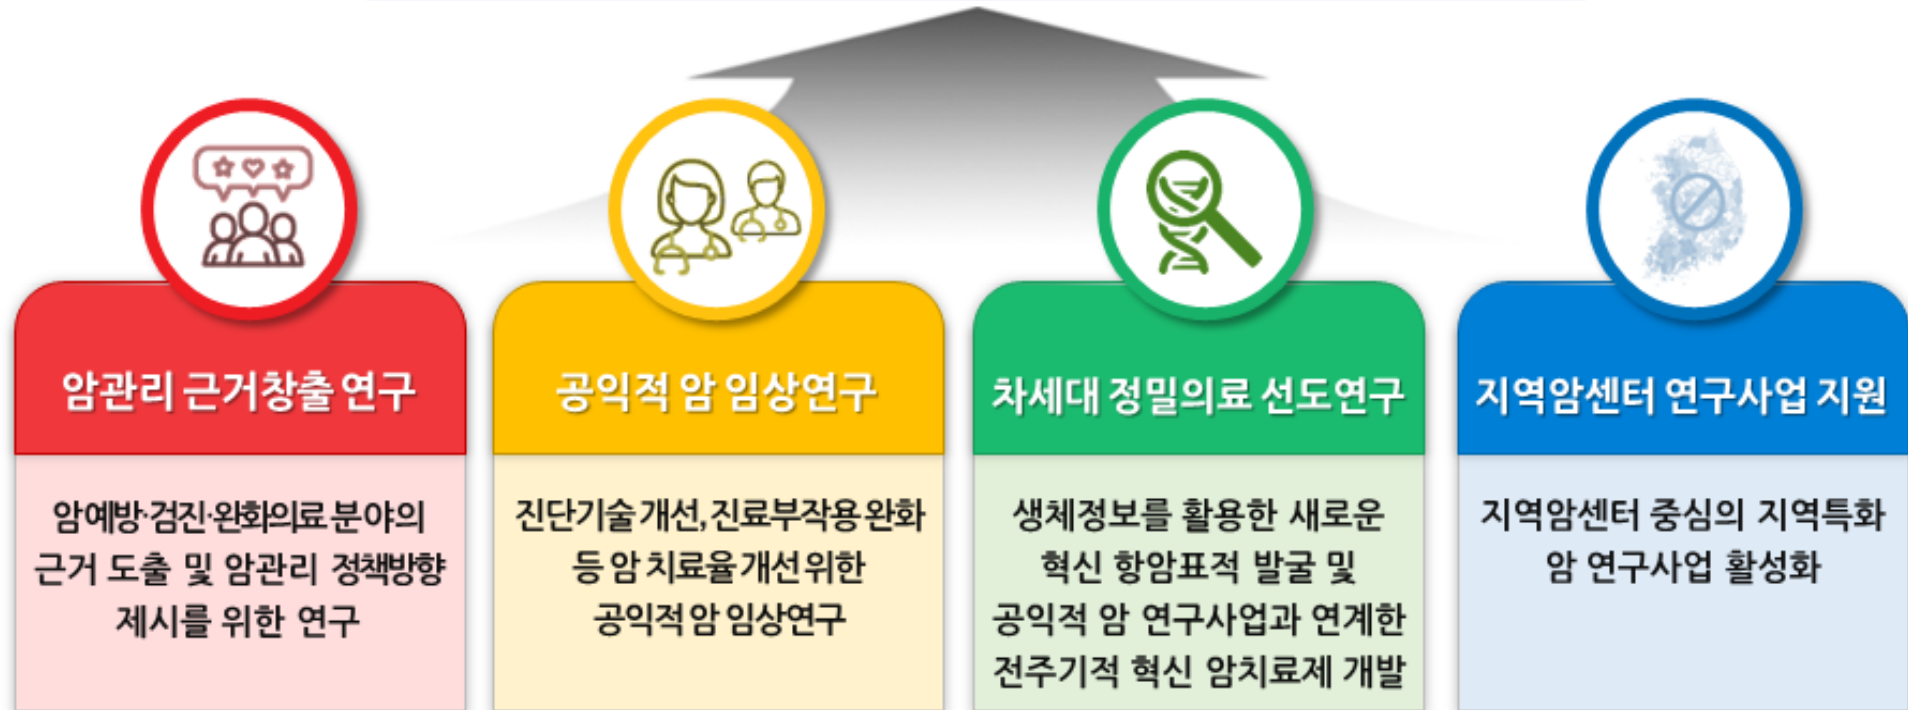 암관리 근거창출 연구
암예방·검진·완화의료 분야의
근거 도출 및 암관리 정책방향
제시를 위한 연구
공익적 암 임상연구
진단기술 개선, 진료부작용 완화
등 암 치료율 개선 위한
공익적 암 임상연구
차세대 정밀의료 선도연구
생체정보를 활용한 새로운
혁신 항암표적 발굴 및
공익적 암 연구사업과 연계한
전주기적 혁신 암치료제 개발
지역암센터 연구사업 지원
지역암센터 중심의 지역특화
암 연구사업 활성화